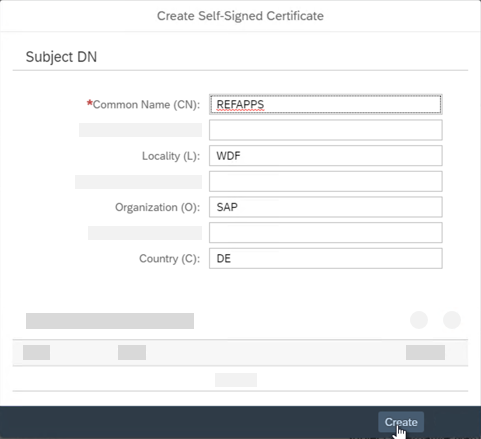 Create Self-Signed Certificate
Subject DN
*Common Name (CN): REFAPPS
Locality (L): WDF
Organization (O): SAP
Country (C): DE
Create